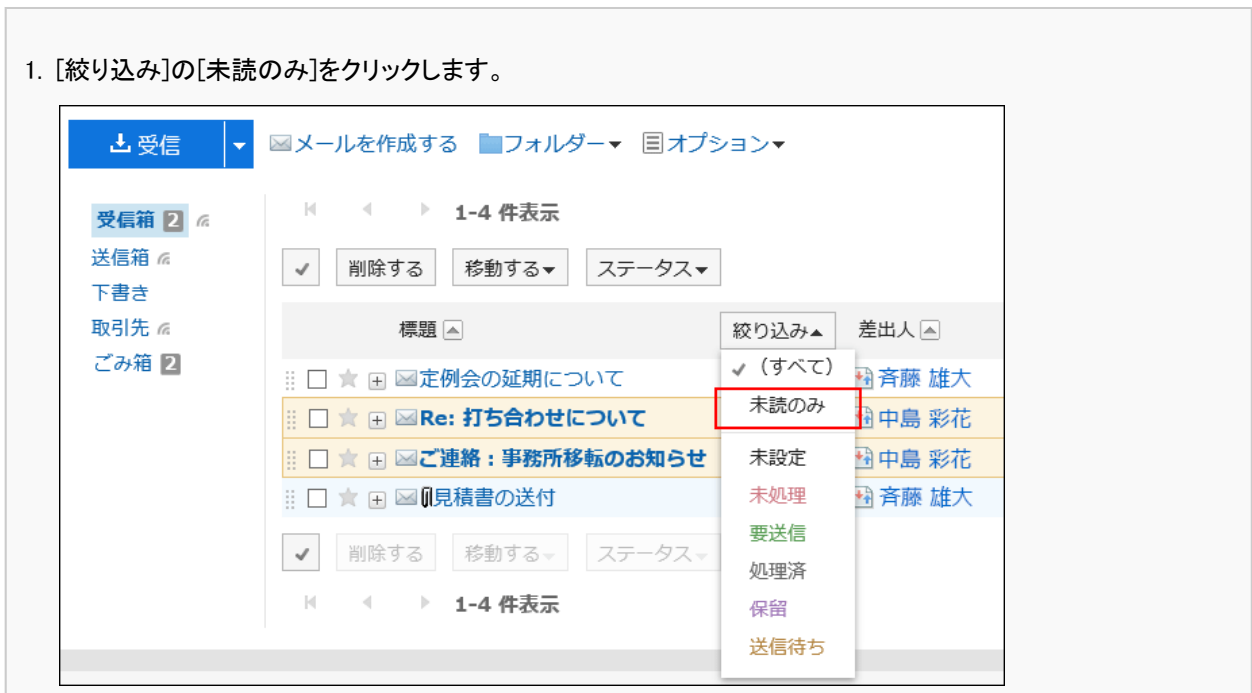 1. [絞り込み]の[未読のみ]をクリックします。
受信
メールを作成する フォルダー オプション
受信箱 2
送信箱
下書き
取引先
ごみ箱 2
1-4 件表示
削除する 移動する ステータス
標題 絞り込み 差出人
定例会の延期について 斉藤 雄大
Re: 打ち合わせについて 中島 彩花
ご連絡：事務所移転のお知らせ 中島 彩花
見積書の送付 斉藤 雄大
(すべて)
未読のみ
未設定
未処理
要送信
処理済
保留
送信待ち
削除する 移動する ステータス
1-4 件表示